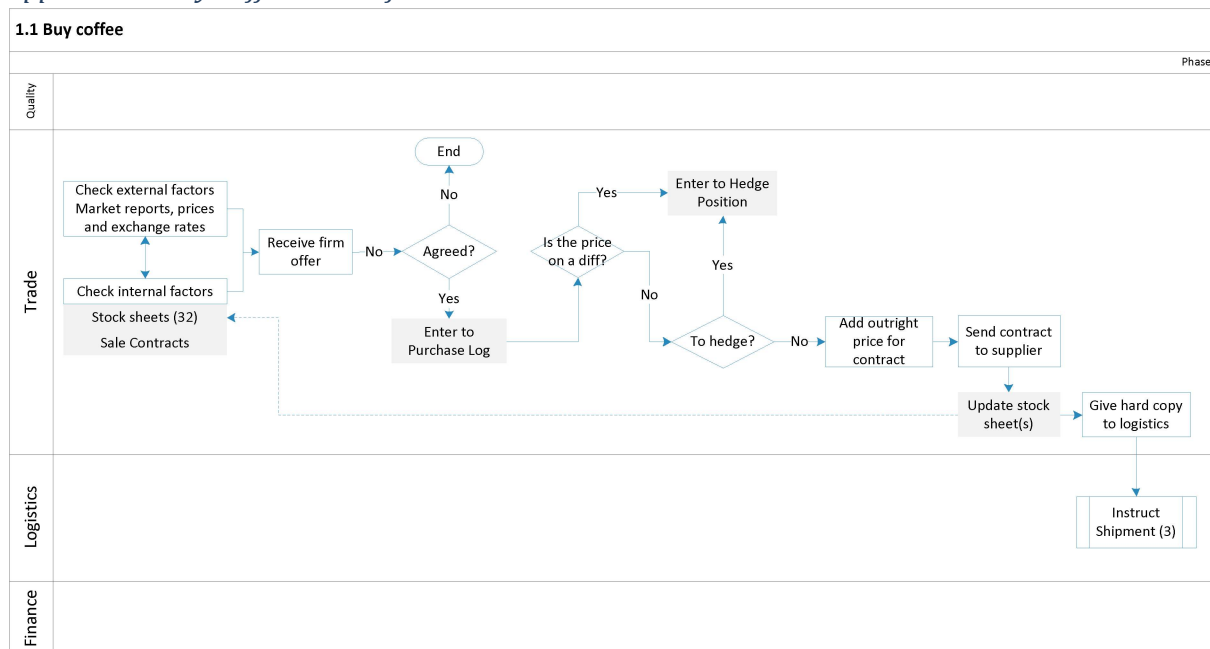 1.1 Buy coffee
Phase
Quality
Trade
End
No
Check external factors
Market reports, prices
and exchange rates
Check internal factors
Stock sheets (32)
Sale Contracts
Receive firm
offer
No
Agreed?
Yes
Enter to
Purchase Log
Is the price
on a diff?
Yes
Enter to Hedge
Position
No
Yes
To hedge?
No
Add outright
price for
contract
Send contract
to supplier
Update stock
sheet(s)
Give hard copy
to logistics
Logistics
Instruct
Shipment (3)
Finance